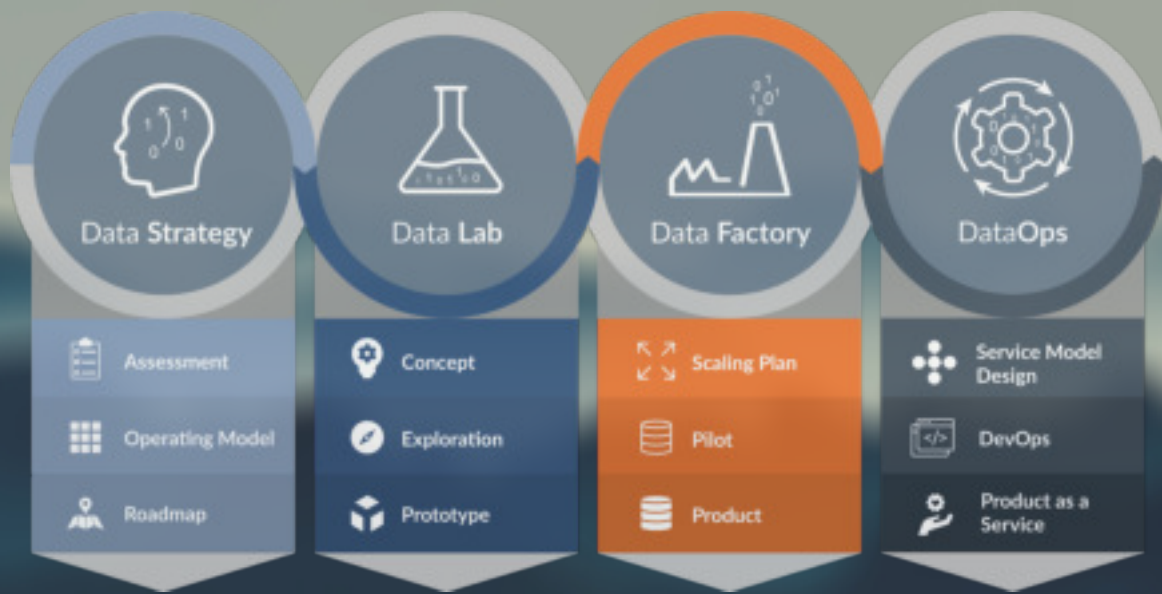 Data Strategy
Assessment
Operating Model
Roadmap
Data Lab
Concept
Exploration
Prototype
Data Factory
Scaling Plan
Pilot
Product
DataOps
Service Model
Design
DevOps
</>
Product as a
Service